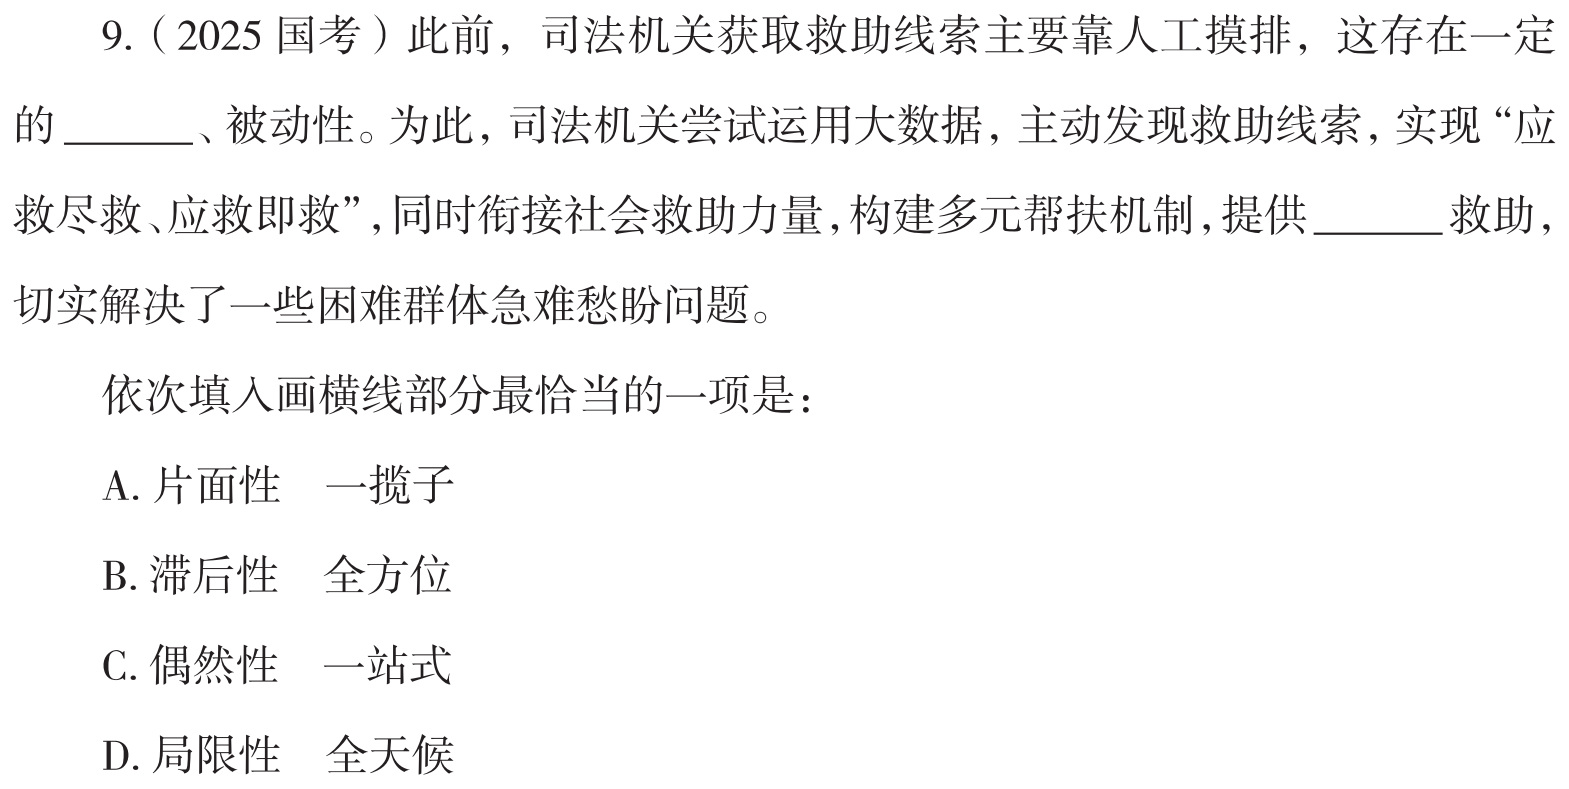 9.（2025 国考）此前，司法机关获取救助线索主要靠人工摸排，这存在一定
的______、被动性。为此，司法机关尝试运用大数据，主动发现救助线索，实现“应
救尽救、应救即救”，同时衔接社会救助力量，构建多元帮扶机制，提供______救助，
切实解决了一些困难群体急难愁盼问题。
依次填入画横线部分最恰当的一项是：
A. 片面性　一揽子
B. 滞后性　全方位
C. 偶然性　一站式
D. 局限性　全天候